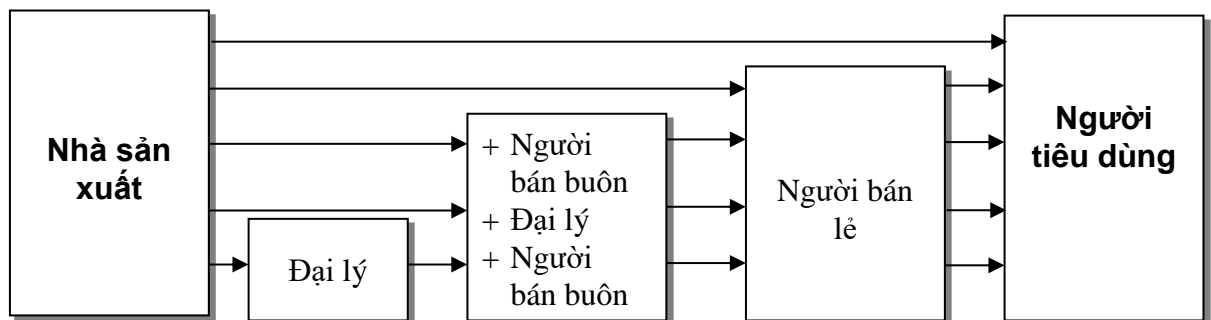 Nhà sản
xuất
Đại lý
+ Người
bán buôn
+ Đại lý
+ Người
bán buôn
Người bán
lẻ
Người
tiêu dùng